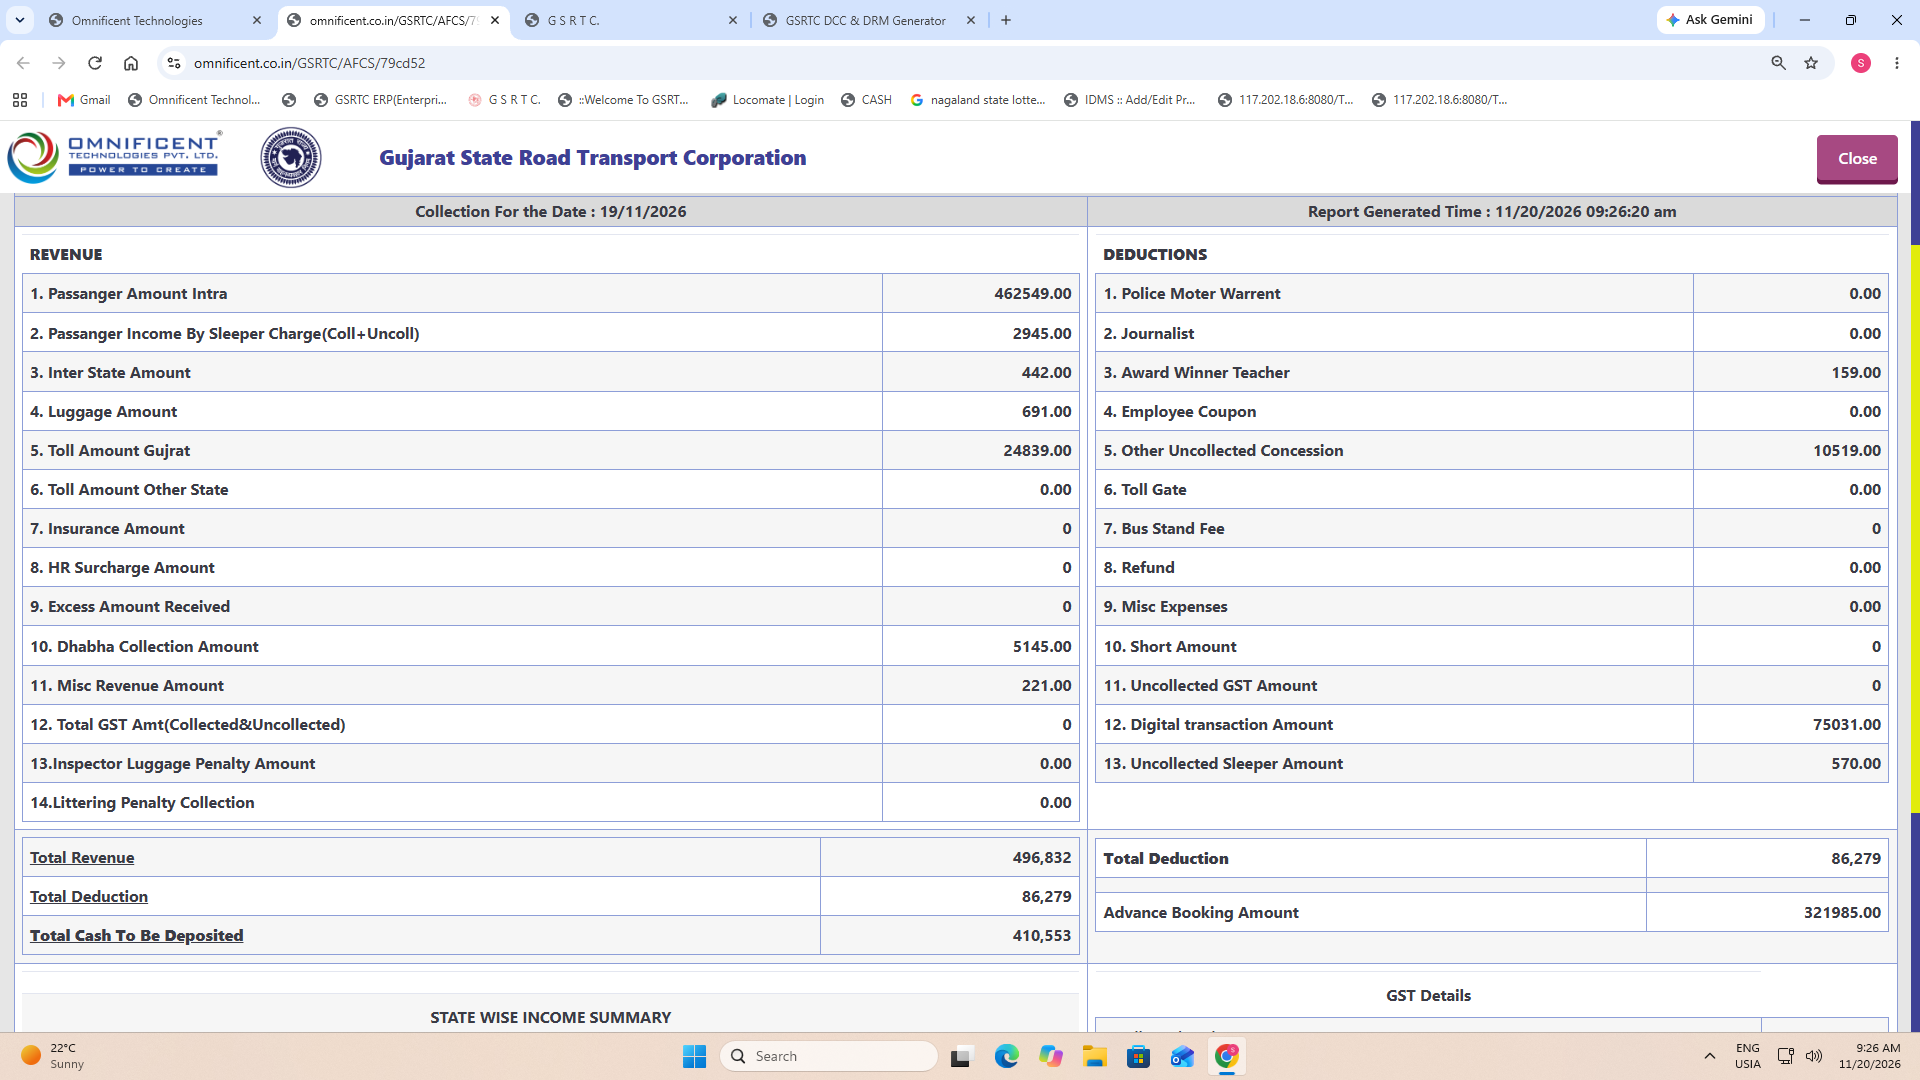 Omnificent Technologies
omnificent.co.in/GSRTC/AFCS/79
G S R T C.
GSRTC DCC & DRM Generator
Ask Gemini
omnificent.co.in/GSRTC/AFCS/79cd52
S
Gmail
Omnificent Technol...
GSRTC ERP(Enterpri...
G S R T C.
::Welcome To GSRT...
Locomate | Login
CASH
nagaland state lotte...
IDMS :: Add/Edit Pr...
117.202.18.6:8080/T...
117.202.18.6:8080/T...
OMNIFICENT®
TECHNOLOGIES PVT. LTD.
POWER TO CREATE
Gujarat State Road Transport Corporation
Close
Collection For the Date : 19/11/2026
Report Generated Time : 11/20/2026 09:26:20 am
REVENUE
1. Passanger Amount Intra 462549.00
2. Passanger Income By Sleeper Charge(Coll+Uncoll) 2945.00
3. Inter State Amount 442.00
4. Luggage Amount 691.00
5. Toll Amount Gujrat 24839.00
6. Toll Amount Other State 0.00
7. Insurance Amount 0
8. HR Surcharge Amount 0
9. Excess Amount Received 0
10. Dhabha Collection Amount 5145.00
11. Misc Revenue Amount 221.00
12. Total GST Amt(Collected&Uncollected) 0
13.Inspector Luggage Penalty Amount 0.00
14.Littering Penalty Collection 0.00
DEDUCTIONS
1. Police Moter Warrent 0.00
2. Journalist 0.00
3. Award Winner Teacher 159.00
4. Employee Coupon 0.00
5. Other Uncollected Concession 10519.00
6. Toll Gate 0.00
7. Bus Stand Fee 0
8. Refund 0.00
9. Misc Expenses 0.00
10. Short Amount 0
11. Uncollected GST Amount 0
12. Digital transaction Amount 75031.00
13. Uncollected Sleeper Amount 570.00
Total Revenue 496,832
Total Deduction 86,279
Total Cash To Be Deposited 410,553
Total Deduction 86,279
Advance Booking Amount 321985.00
STATE WISE INCOME SUMMARY
GST Details
22°C
Sunny
Search
ENG
USIA
9:26 AM
11/20/2026